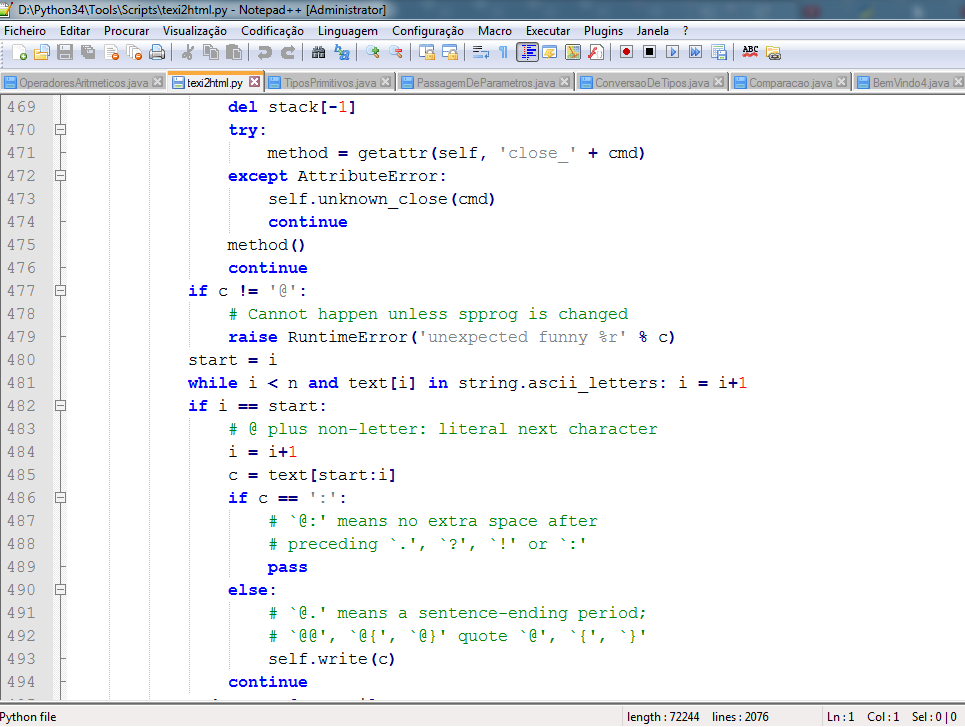 D:\Python34\Tools\Scripts\texi2html.py - Notepad++ [Administrator]
Ficheiro Editar Procurar Visualização Codificação Linguagem Configuração Macro Executar Plugins Janela ?
OperadoresAritmeticos.java texi2html.py TiposPrimitivos.java PassagemDeParametros.java ConversaoDeTipos.java Comparacao.java BemVindo4.java
469 del stack[-1]
470 try:
471 method = getattr(self, 'close_' + cmd)
472 except AttributeError:
473 self.unknown_close(cmd)
474 continue
475 method()
476 continue
477 if c != '@':
478 # Cannot happen unless spprog is changed
479 raise RuntimeError('unexpected funny %r' % c)
480 start = i
481 while i < n and text[i] in string.ascii_letters: i = i+1
482 if i == start:
483 # @ plus non-letter: literal next character
484 i = i+1
485 c = text[start:i]
486 if c == ':':
487 # `@:' means no extra space after
488 # preceding `.', `?', `!' or `:'
489 pass
490 else:
491 # `@.' means a sentence-ending period;
492 # `@@', `@{', `@}' quote `@', `{', `}'
493 self.write(c)
494 continue
Python file length : 72244 lines : 2076 Ln : 1 Col : 1 Sel : 0 | 0